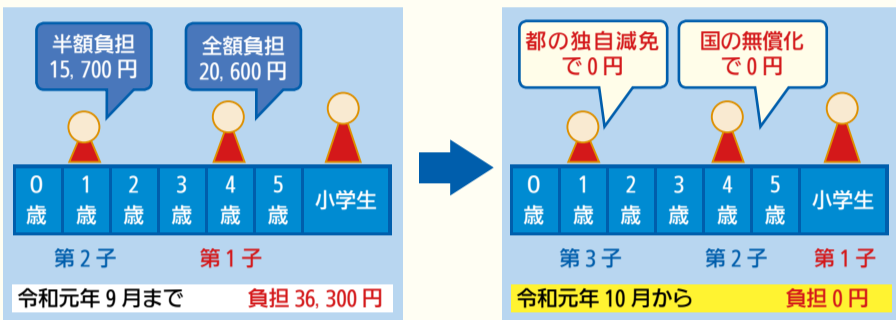 半額負担
15,700円
全額負担
20,600円
0歳
1歳
2歳
3歳
4歳
5歳
小学生
第2子
第1子
令和元年9月まで
負担36,300円
都の独自減免
で0円
国の無償化
で0円
0歳
1歳
2歳
3歳
4歳
5歳
小学生
第3子
第2子
第1子
令和元年10月から
負担0円